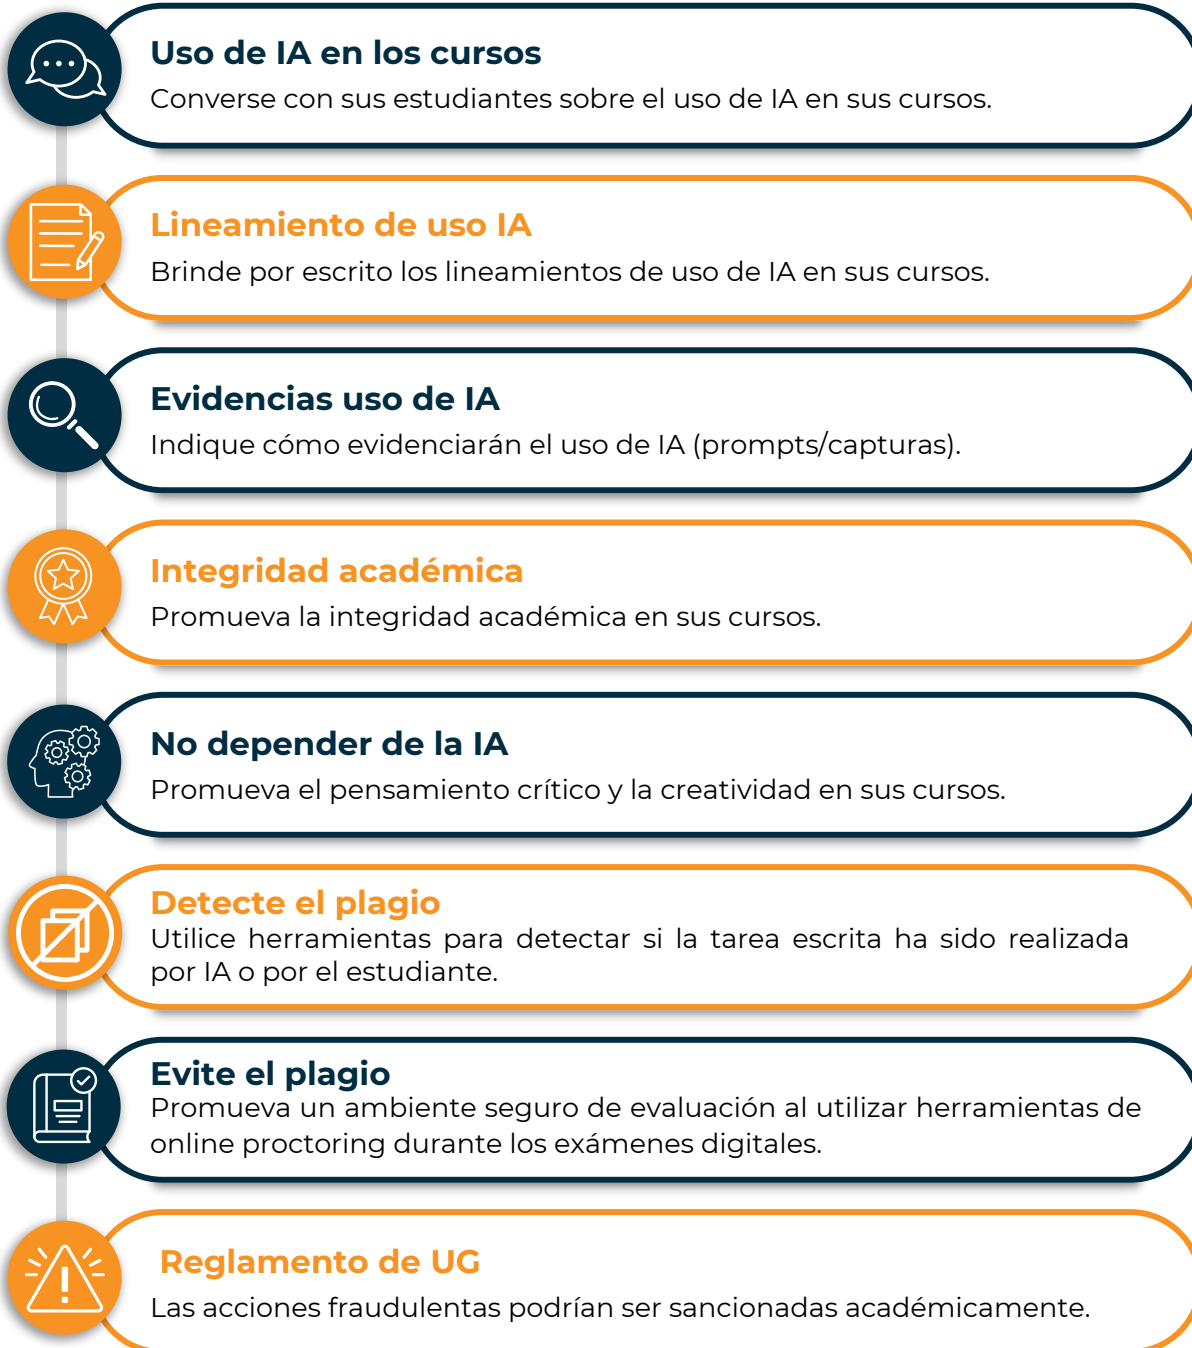 Uso de IA en los cursos
Converse con sus estudiantes sobre el uso de IA en sus cursos.
Lineamiento de uso IA
Brinde por escrito los lineamientos de uso de IA en sus cursos.
Evidencias uso de IA
Indique cómo evidenciarán el uso de IA (prompts/capturas).
Integridad académica
Promueva la integridad académica en sus cursos.
No depender de la IA
Promueva el pensamiento crítico y la creatividad en sus cursos.
Detecte el plagio
Utilice herramientas para detectar si la tarea escrita ha sido realizada
por IA o por el estudiante.
Evite el plagio
Promueva un ambiente seguro de evaluación al utilizar herramientas de
online proctoring durante los exámenes digitales.
Reglamento de UG
Las acciones fraudulentas podrían ser sancionadas académicamente.